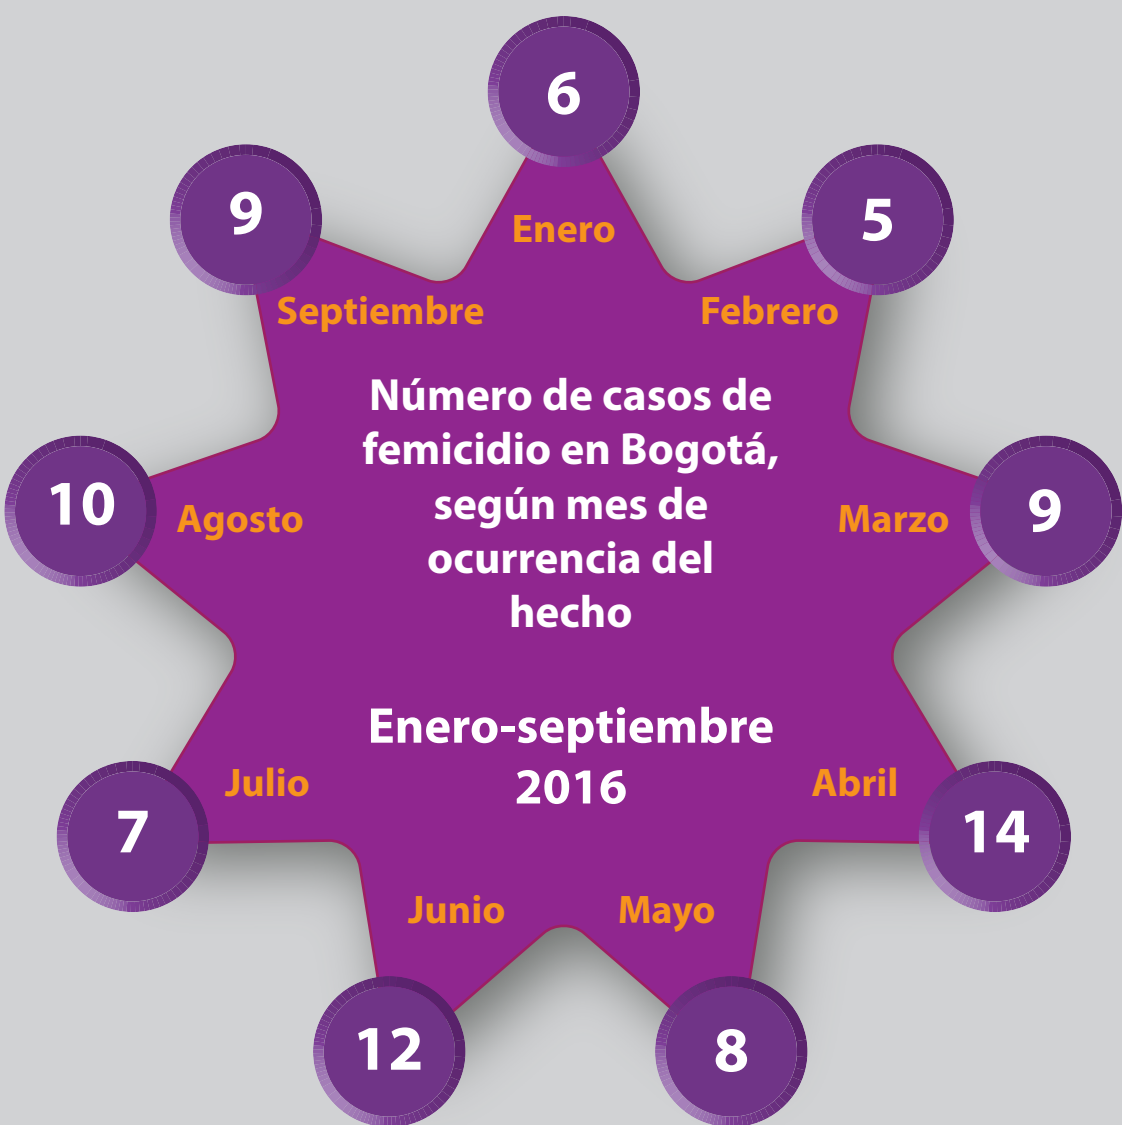 6
Enero
5
Febrero
9
Marzo
14
Abril
8
Mayo
12
Junio
7
Julio
10
Agosto
9
Septiembre
Número de casos de
femicidio en Bogotá,
según mes de
ocurrencia del
hecho
Enero-septiembre
2016